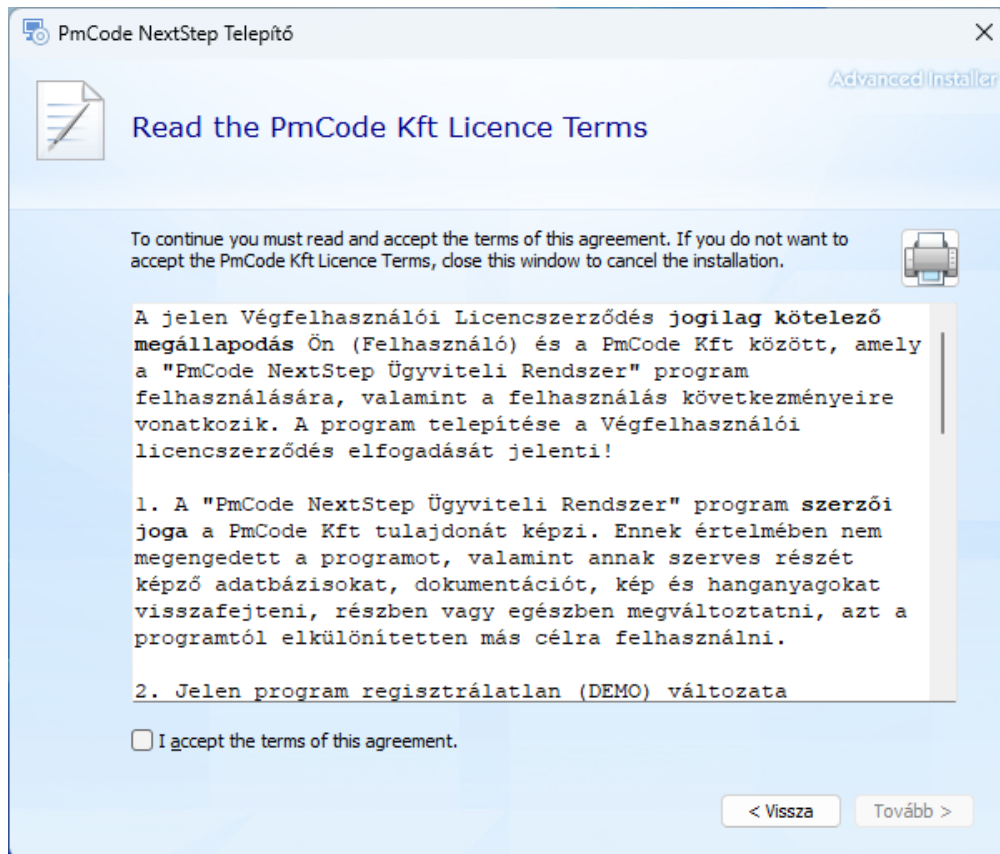 PmCode NextStep Telepítő
Advanced Installer
Read the PmCode Kft Licence Terms
To continue you must read and accept the terms of this agreement. If you do not want to
accept the PmCode Kft Licence Terms, close this window to cancel the installation.
A jelen Végfelhasználói Licencszerződés jogilag kötelező
megállapodás Ön (Felhasználó) és a PmCode Kft között, amely
a "PmCode NextStep Ügyviteli Rendszer" program
felhasználására, valamint a felhasználás következményeire
vonatkozik. A program telepítése a Végfelhasználói
licencszerződés elfogadását jelenti!
1. A "PmCode NextStep Ügyviteli Rendszer" program szerzői
joga a PmCode Kft tulajdonát képzi. Ennek értelmében nem
megengedett a programot, valamint annak szerves részét
képző adatbázisokat, dokumentációt, kép és hanganyagokat
visszafejteni, részben vagy egészben megváltoztatni, azt a
programtól elkülönítetten más célra felhasználni.
2. Jelen program regisztrálatlan (DEMO) változata
I accept the terms of this agreement.
< Vissza
Tovább >